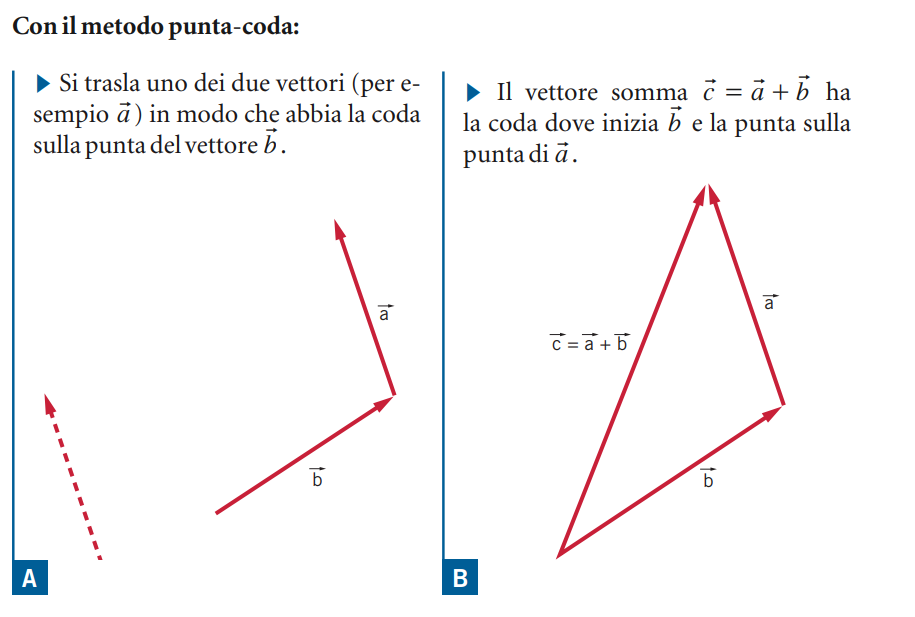 Con il metodo punta-coda:
▶ Si trasla uno dei due vettori (per e-
sempio a⃗ ) in modo che abbia la coda
sulla punta del vettore b⃗ .
a⃗
b⃗
A
▶ Il vettore somma c⃗ = a⃗ + b⃗ ha
la coda dove inizia b⃗ e la punta sulla
punta di a⃗ .
a⃗
c⃗ = a⃗ + b⃗
b⃗
B